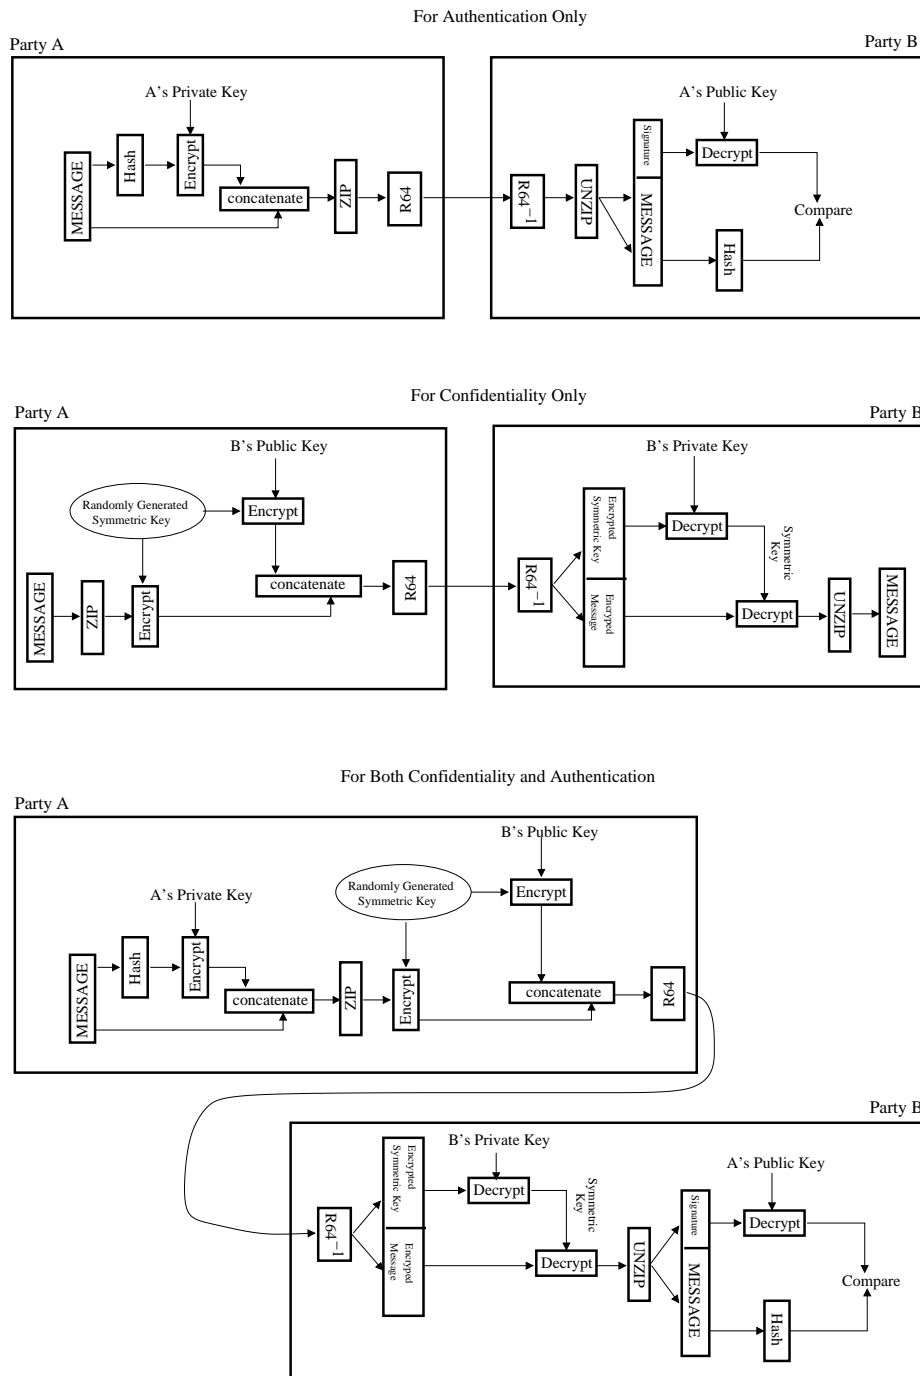 For Authentication Only
Party A
Party B
A's Private Key
A's Public Key
MESSAGE
Hash
Encrypt
concatenate
ZIP
R64
R64−1
UNZIP
Signature
MESSAGE
Decrypt
Hash
Compare
For Confidentiality Only
Party A
Party B
B's Public Key
B's Private Key
Randomly Generated
Symmetric Key
Encrypt
MESSAGE
ZIP
Encrypt
concatenate
R64
R64−1
Encrypted
Symmetric Key
Encryped
Message
Decrypt
Symmetric
Key
Decrypt
UNZIP
MESSAGE
For Both Confidentiality and Authentication
Party A
B's Public Key
Randomly Generated
Symmetric Key
Encrypt
A's Private Key
MESSAGE
Hash
Encrypt
concatenate
ZIP
Encrypt
concatenate
R64
Party B
B's Private Key
A's Public Key
R64−1
Encrypted
Symmetric Key
Encryped
Message
Decrypt
Symmetric
Key
Decrypt
UNZIP
Signature
MESSAGE
Decrypt
Hash
Compare